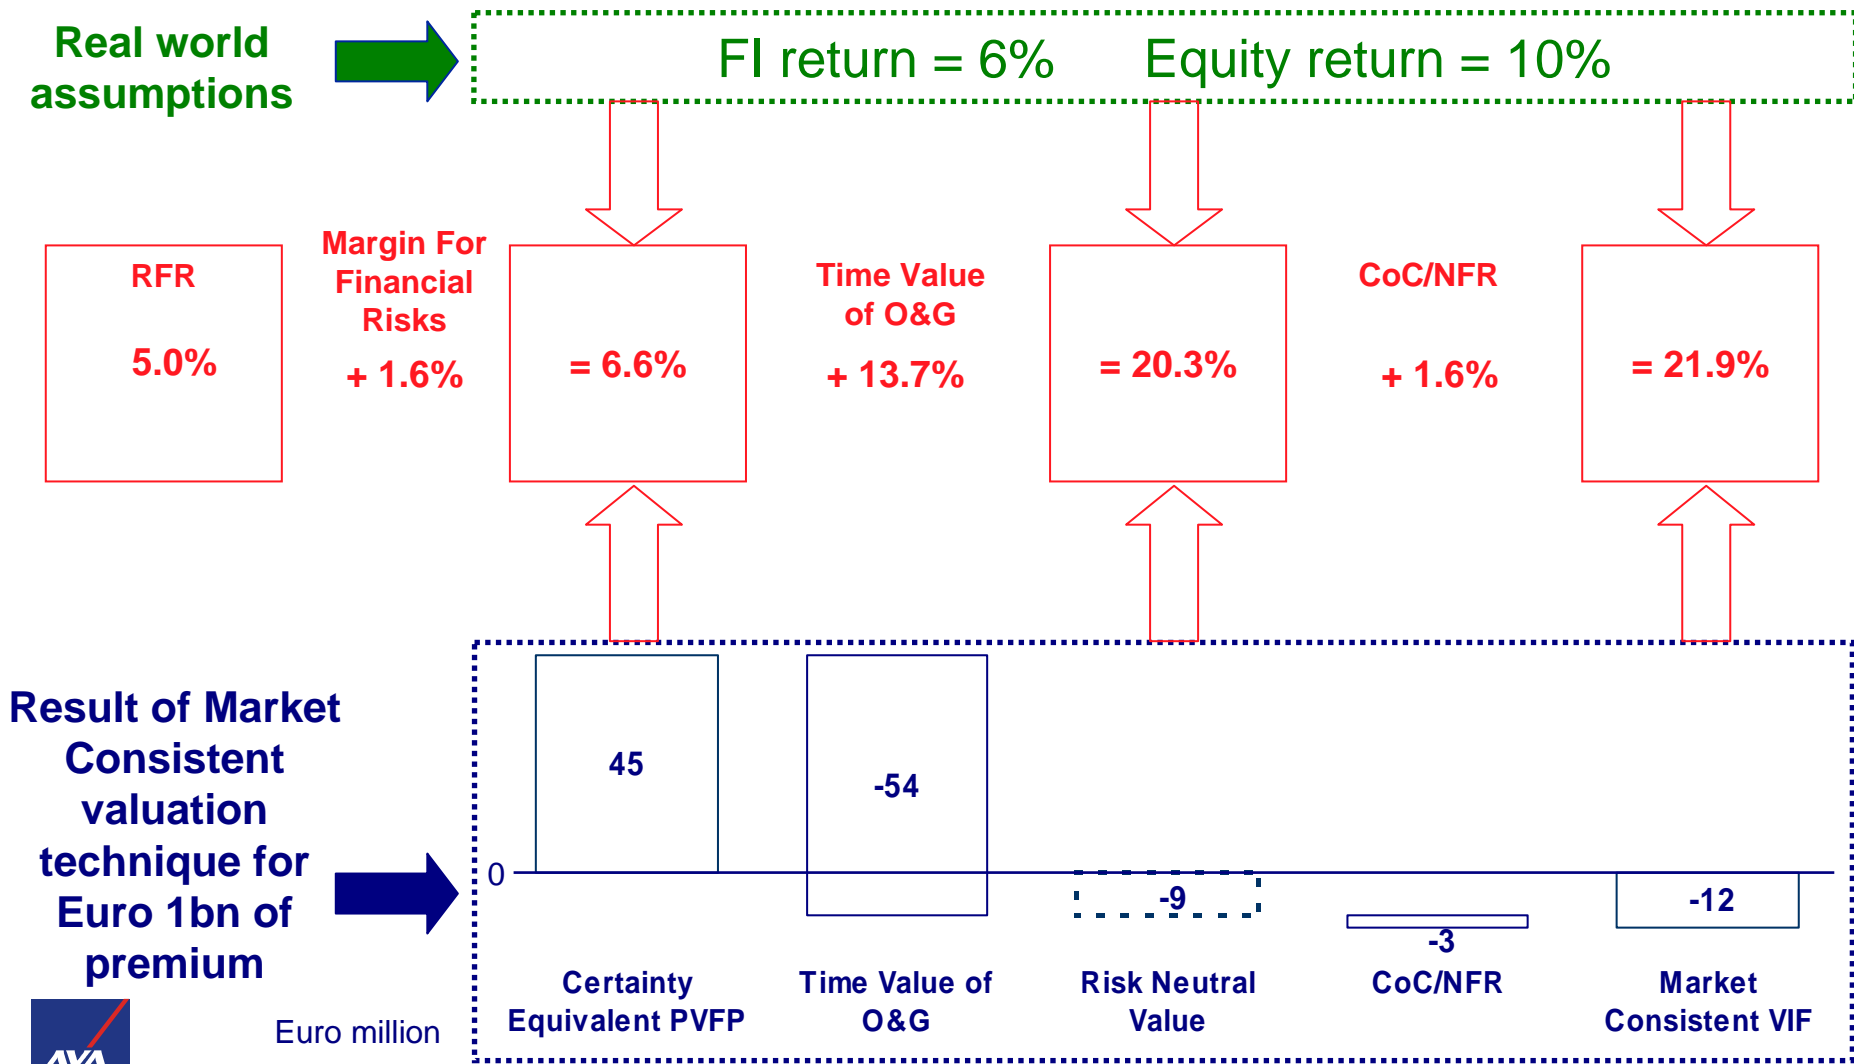 Real world
assumptions
FI return = 6% Equity return = 10%
RFR
5.0%
Margin For
Financial
Risks
+ 1.6%
= 6.6%
Time Value
of O&G
+ 13.7%
= 20.3%
CoC/NFR
+ 1.6%
= 21.9%
Result of Market
Consistent
valuation
technique for
Euro 1bn of
premium
Euro million
0
45
-54
-9
-3
-12
Certainty
Equivalent PVFP
Time Value of
O&G
Risk Neutral
Value
CoC/NFR
Market
Consistent VIF
AXA